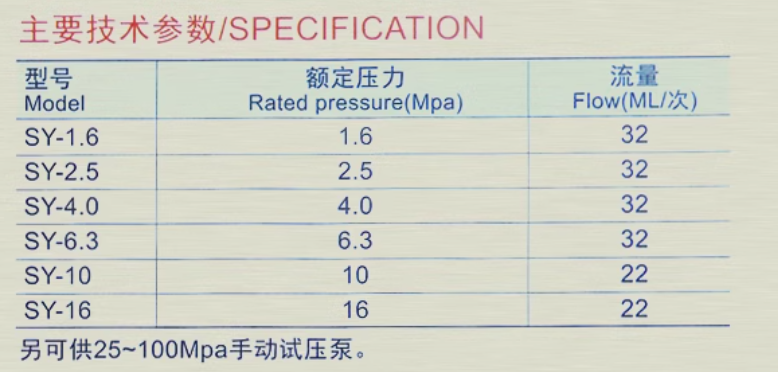 主要技术参数/SPECIFICATION
型号 额定压力 流量
Model Rated pressure(Mpa) Flow(ML/次)
SY-1.6 1.6 32
SY-2.5 2.5 32
SY-4.0 4.0 32
SY-6.3 6.3 32
SY-10 10 22
SY-16 16 22
另可供25~100Mpa手动试压泵。